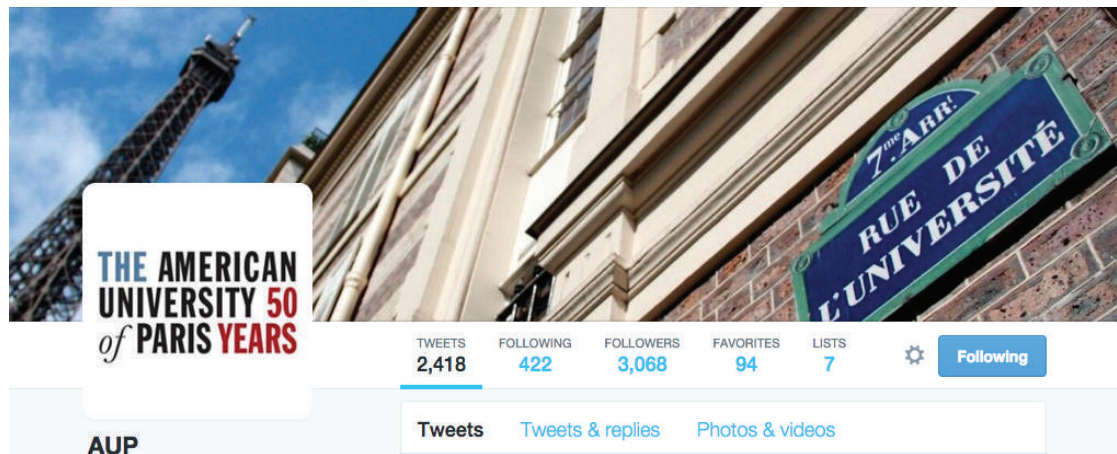 7me ARR!
RUE DE
L'UNIVERSITÉ
THE AMERICAN
UNIVERSITY 50
of PARIS YEARS
TWEETS FOLLOWING FOLLOWERS FAVORITES LISTS
2,418 422 3,068 94 7
Following
Tweets Tweets & replies Photos & videos
AUP